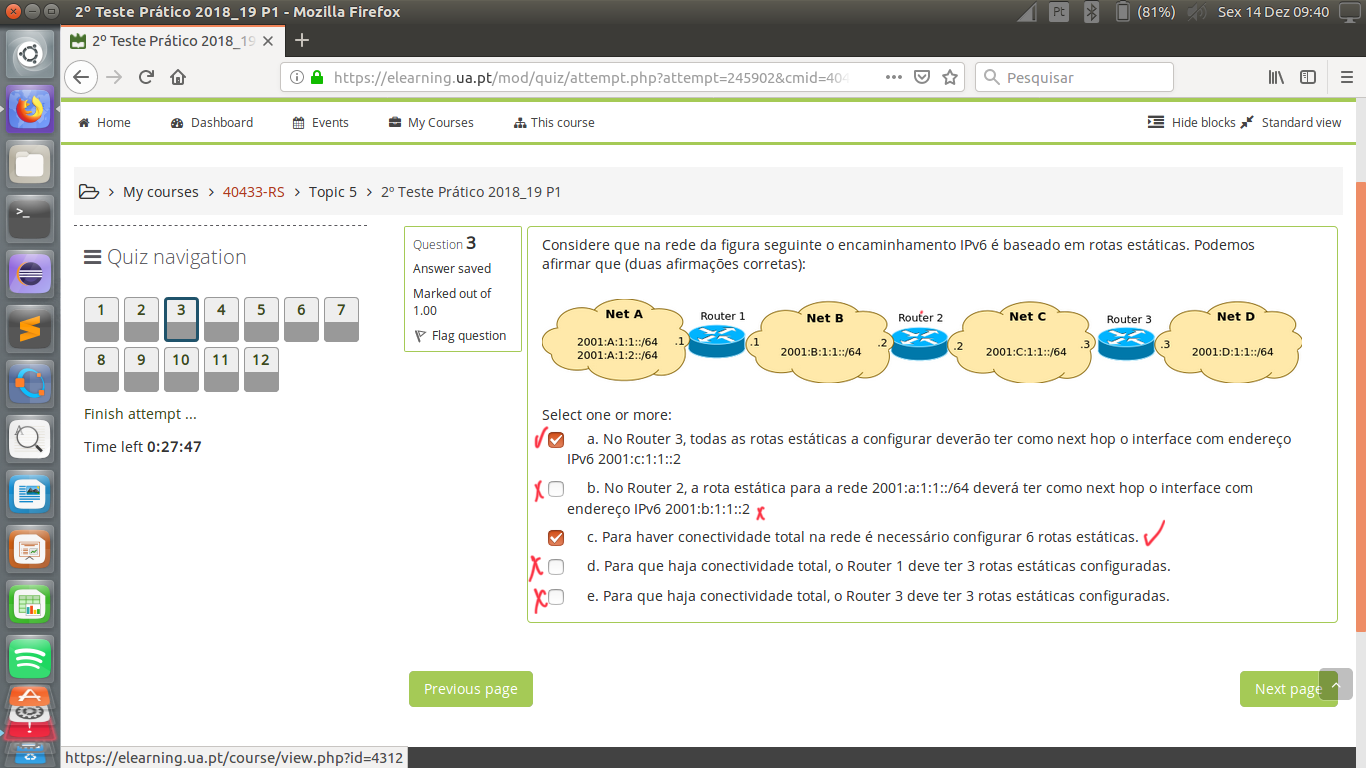 2º Teste Prático 2018_19 P1 - Mozilla Firefox
Pt
(81%)
Sex 14 Dez 09:40
2º Teste Prático 2018_19
https://elearning.ua.pt/mod/quiz/attempt.php?attempt=245902&cmid=404
Pesquisar
Home
Dashboard
Events
My Courses
This course
Hide blocks
Standard view
My courses > 40433-RS > Topic 5 > 2º Teste Prático 2018_19 P1
Quiz navigation
1 2 3 4 5 6 7
8 9 10 11 12
Finish attempt ...
Time left 0:27:47
Question 3
Answer saved
Marked out of
1.00
Flag question
Considere que na rede da figura seguinte o encaminhamento IPv6 é baseado em rotas estáticas. Podemos
afirmar que (duas afirmações corretas):
Net A
2001:A:1:1::/64
2001:A:1:2::/64
.1
Router 1
.1
Net B
2001:B:1:1::/64
.2
Router 2
.2
Net C
2001:C:1:1::/64
.3
Router 3
.3
Net D
2001:D:1:1::/64
Select one or more:
a. No Router 3, todas as rotas estáticas a configurar deverão ter como next hop o interface com endereço
IPv6 2001:c:1:1::2
b. No Router 2, a rota estática para a rede 2001:a:1:1::/64 deverá ter como next hop o interface com
endereço IPv6 2001:b:1:1::2
c. Para haver conectividade total na rede é necessário configurar 6 rotas estáticas.
d. Para que haja conectividade total, o Router 1 deve ter 3 rotas estáticas configuradas.
e. Para que haja conectividade total, o Router 3 deve ter 3 rotas estáticas configuradas.
Previous page
Next page
https://elearning.ua.pt/course/view.php?id=4312